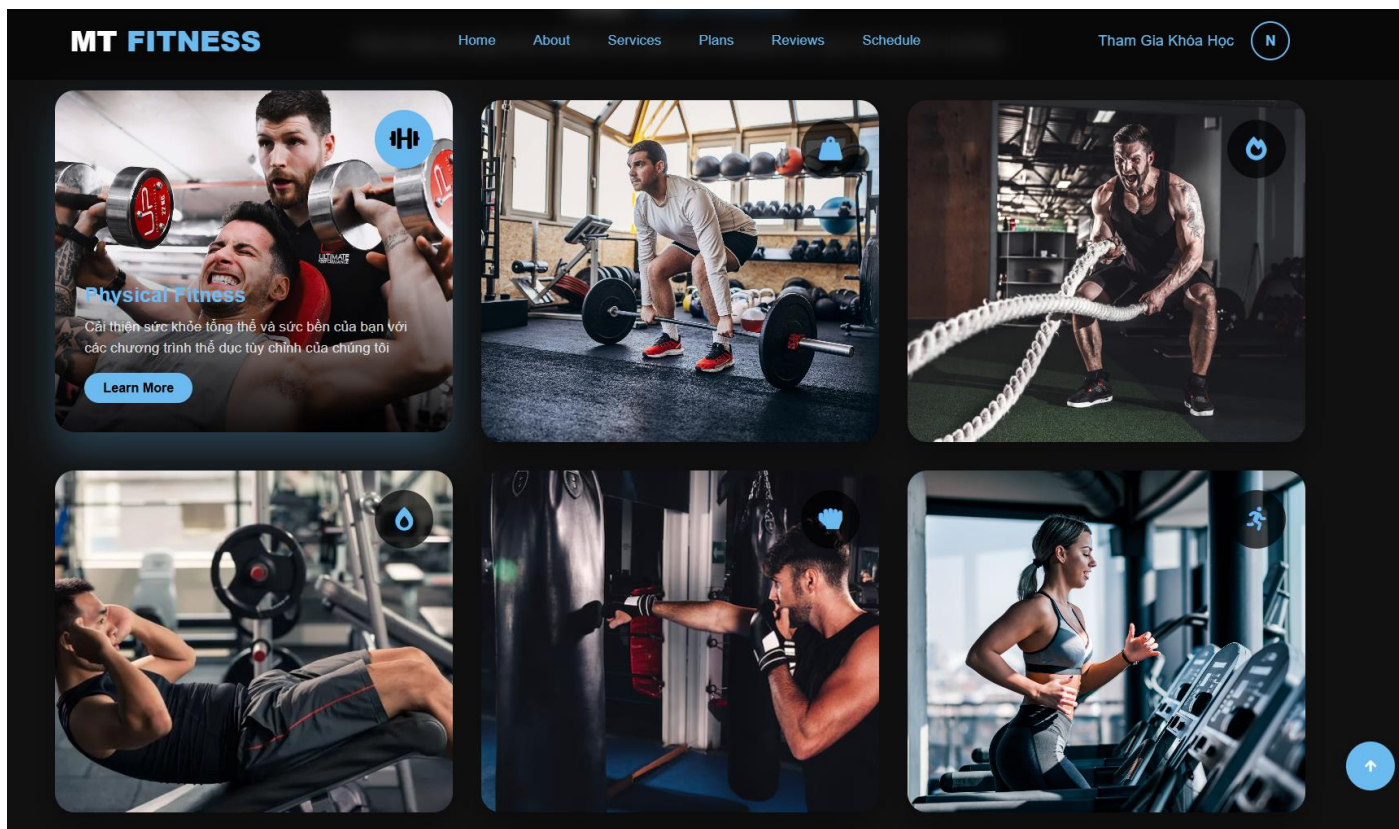 MT FITNESS
Home About Services Plans Reviews Schedule
Tham Gia Khóa Học
N
ULTIMATE
PERFORMANCE
Physical Fitness
Cải thiện sức khỏe tổng thể và sức bền của bạn với
các chương trình thể dục tùy chỉnh của chúng tôi
Learn More